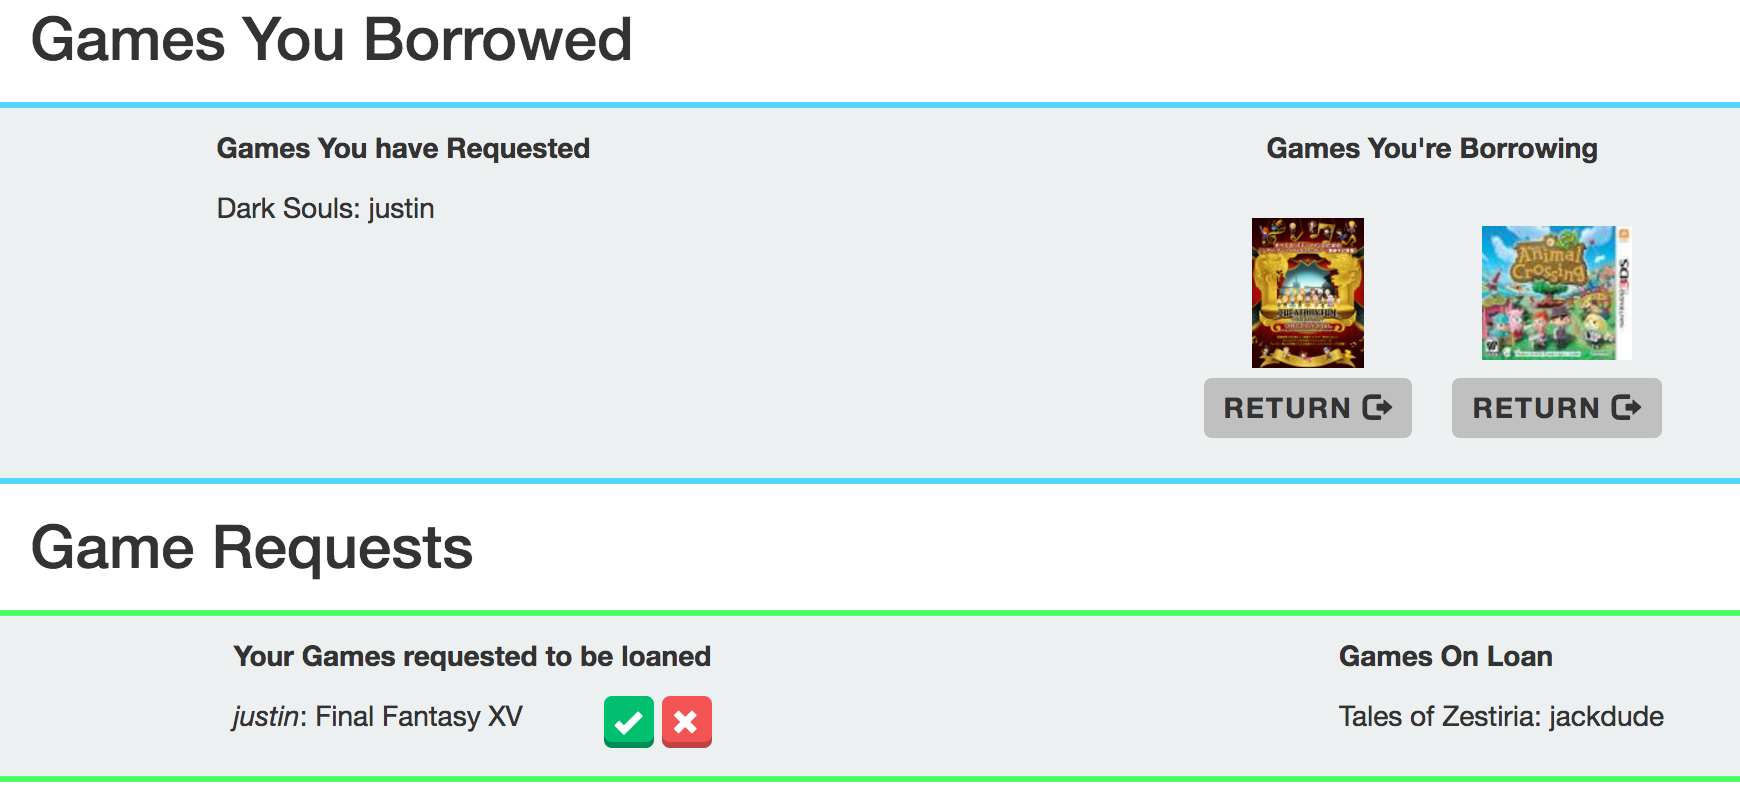 Games You Borrowed
Games You have Requested
Games You're Borrowing
Dark Souls: justin
Animal
Crossing
3DS
THEATRHYTHM
RETURN
RETURN
Game Requests
Your Games requested to be loaned
Games On Loan
justin: Final Fantasy XV
Tales of Zestiria: jackdude